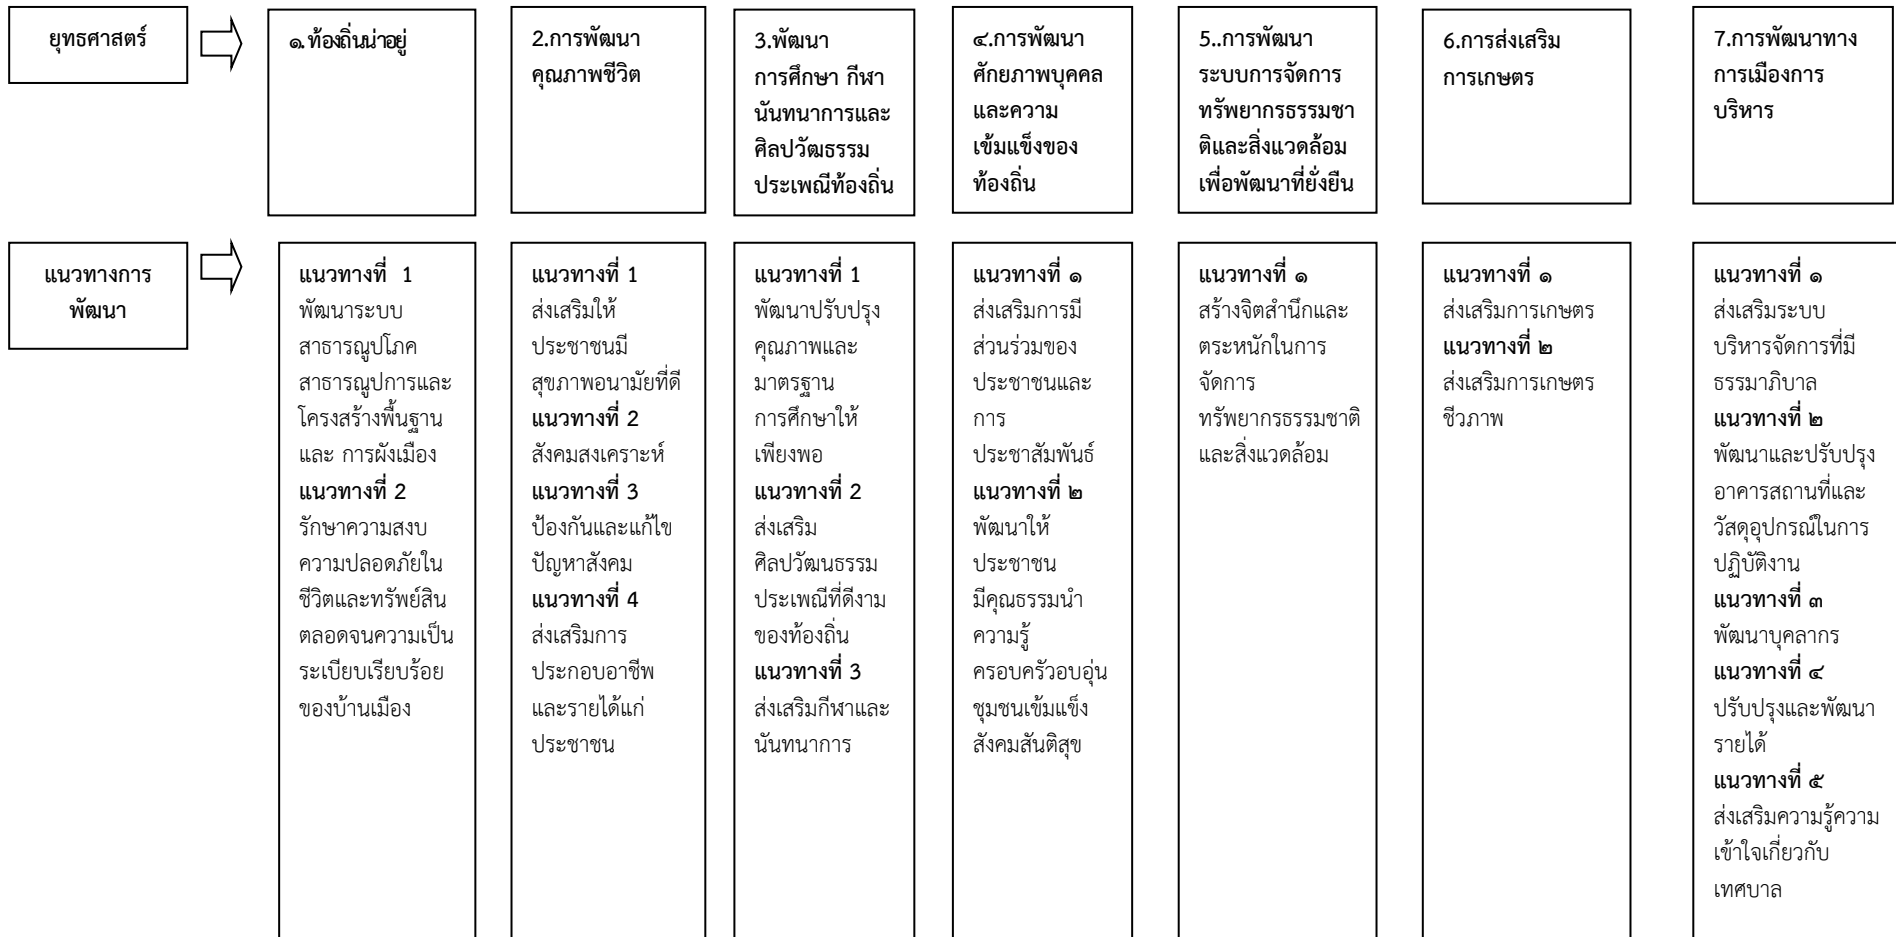 ยุทธศาสตร์
๑.ท้องถิ่นน่าอยู่
2.การพัฒนา
คุณภาพชีวิต
3.พัฒนา
การศึกษา กีฬา
นันทนาการและ
ศิลปวัฒธรรม
ประเพณีท้องถิ่น
๔.การพัฒนา
ศักยภาพบุคคล
และความ
เข้มแข็งของ
ท้องถิ่น
5..การพัฒนา
ระบบการจัดการ
ทรัพยากรธรรมชา
ติและสิ่งแวดล้อม
เพื่อพัฒนาที่ยั่งยืน
6.การส่งเสริม
การเกษตร
7.การพัฒนาทาง
การเมืองการ
บริหาร
แนวทางการ
พัฒนา
แนวทางที่ 1
พัฒนาระบบ
สาธารณูปโภค
สาธารณูปการและ
โครงสร้างพื้นฐาน
และ การผังเมือง
แนวทางที่ 2
รักษาความสงบ
ความปลอดภัยใน
ชีวิตและทรัพย์สิน
ตลอดจนความเป็น
ระเบียบเรียบร้อย
ของบ้านเมือง
แนวทางที่ 1
ส่งเสริมให้
ประชาชนมี
สุขภาพอนามัยที่ดี
แนวทางที่ 2
สังคมสงเคราะห์
แนวทางที่ 3
ป้องกันและแก้ไข
ปัญหาสังคม
แนวทางที่ 4
ส่งเสริมการ
ประกอบอาชีพ
และรายได้แก่
ประชาชน
แนวทางที่ 1
พัฒนาปรับปรุง
คุณภาพและ
มาตรฐาน
การศึกษาให้
เพียงพอ
แนวทางที่ 2
ส่งเสริม
ศิลปวัฒนธรรม
ประเพณีที่ดีงาม
ของท้องถิ่น
แนวทางที่ 3
ส่งเสริมกีฬาและ
นันทนาการ
แนวทางที่ ๑
ส่งเสริมการมี
ส่วนร่วมของ
ประชาชนและ
การ
ประชาสัมพันธ์
แนวทางที่ ๒
พัฒนาให้
ประชาชน
มีคุณธรรมนำ
ความรู้
ครอบครัวอบอุ่น
ชุมชนเข้มแข็ง
สังคมสันติสุข
แนวทางที่ ๑
สร้างจิตสำนึกและ
ตระหนักในการ
จัดการ
ทรัพยากรธรรมชาติ
และสิ่งแวดล้อม
แนวทางที่ ๑
ส่งเสริมการเกษตร
แนวทางที่ ๒
ส่งเสริมการเกษตร
ชีวภาพ
แนวทางที่ ๑
ส่งเสริมระบบ
บริหารจัดการที่มี
ธรรมาภิบาล
แนวทางที่ ๒
พัฒนาและปรับปรุง
อาคารสถานที่และ
วัสดุอุปกรณ์ในการ
ปฏิบัติงาน
แนวทางที่ ๓
พัฒนาบุคลากร
แนวทางที่ ๔
ปรับปรุงและพัฒนา
รายได้
แนวทางที่ ๕
ส่งเสริมความรู้ความ
เข้าใจเกี่ยวกับ
เทศบาล